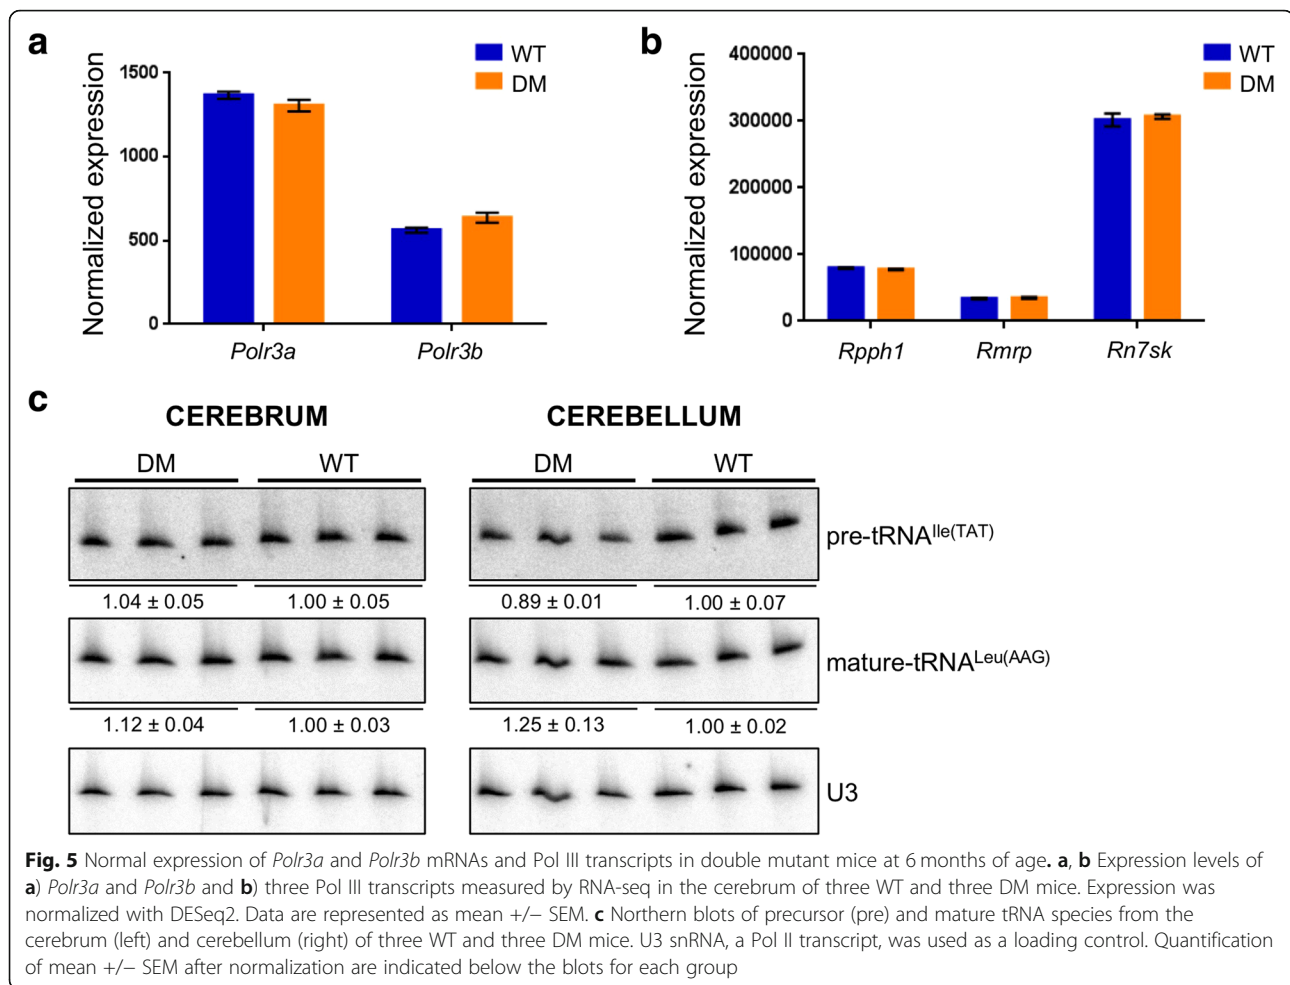 a
WT
DM
Normalized expression
1500
1000
500
0
Polr3a
Polr3b
b
WT
DM
Normalized expression
400000
300000
200000
100000
0
Rpph1
Rmrp
Rn7sk
c
CEREBRUM
CEREBELLUM
DM
WT
DM
WT
pre-tRNAIle(TAT)
1.04 ± 0.05
1.00 ± 0.05
0.89 ± 0.01
1.00 ± 0.07
mature-tRNALeu(AAG)
1.12 ± 0.04
1.00 ± 0.03
1.25 ± 0.13
1.00 ± 0.02
U3
Fig. 5 Normal expression of Polr3a and Polr3b mRNAs and Pol III transcripts in double mutant mice at 6 months of age. a, b Expression levels of
a) Polr3a and Polr3b and b) three Pol III transcripts measured by RNA-seq in the cerebrum of three WT and three DM mice. Expression was
normalized with DESeq2. Data are represented as mean +/− SEM. c Northern blots of precursor (pre) and mature tRNA species from the
cerebrum (left) and cerebellum (right) of three WT and three DM mice. U3 snRNA, a Pol II transcript, was used as a loading control. Quantification
of mean +/− SEM after normalization are indicated below the blots for each group